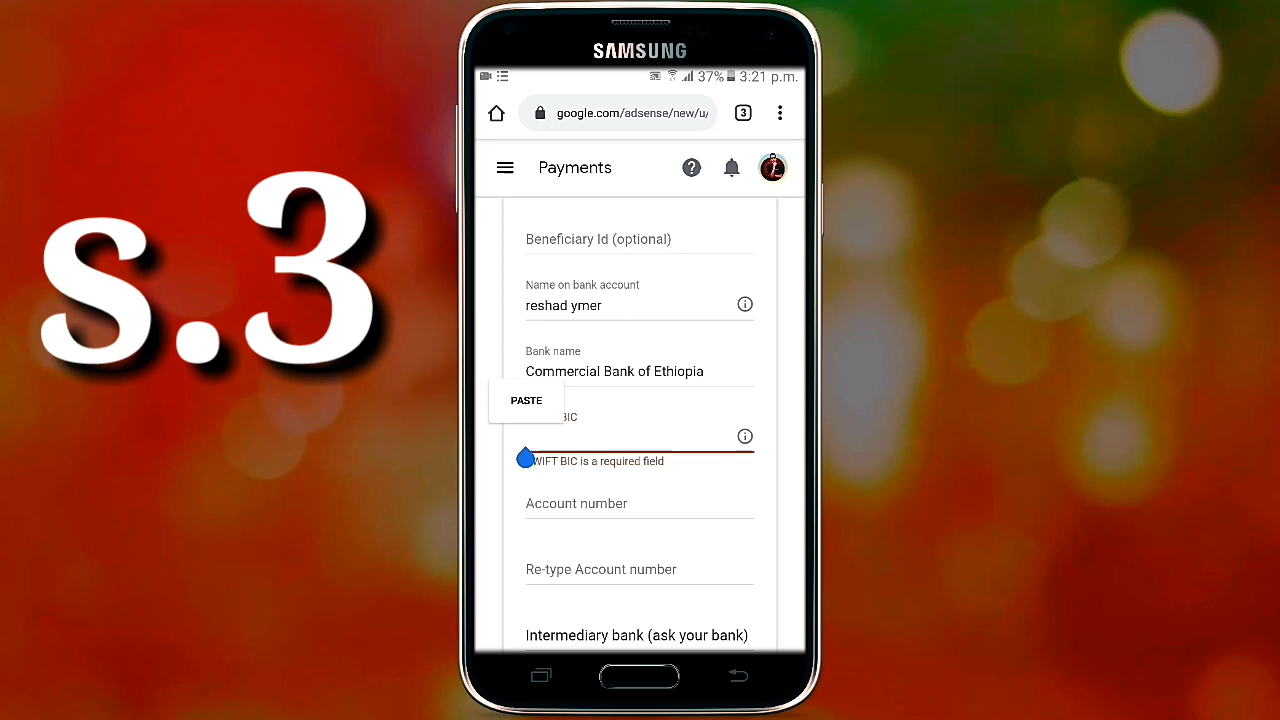 s.3
SAMSUNG
37% 3:21 p.m.
google.com/adsense/new/u/
3
Payments
Beneficiary Id (optional)
Name on bank account
reshad ymer
Bank name
Commercial Bank of Ethiopia
PASTE
BIC
WIFT BIC is a required field
Account number
Re-type Account number
Intermediary bank (ask your bank)